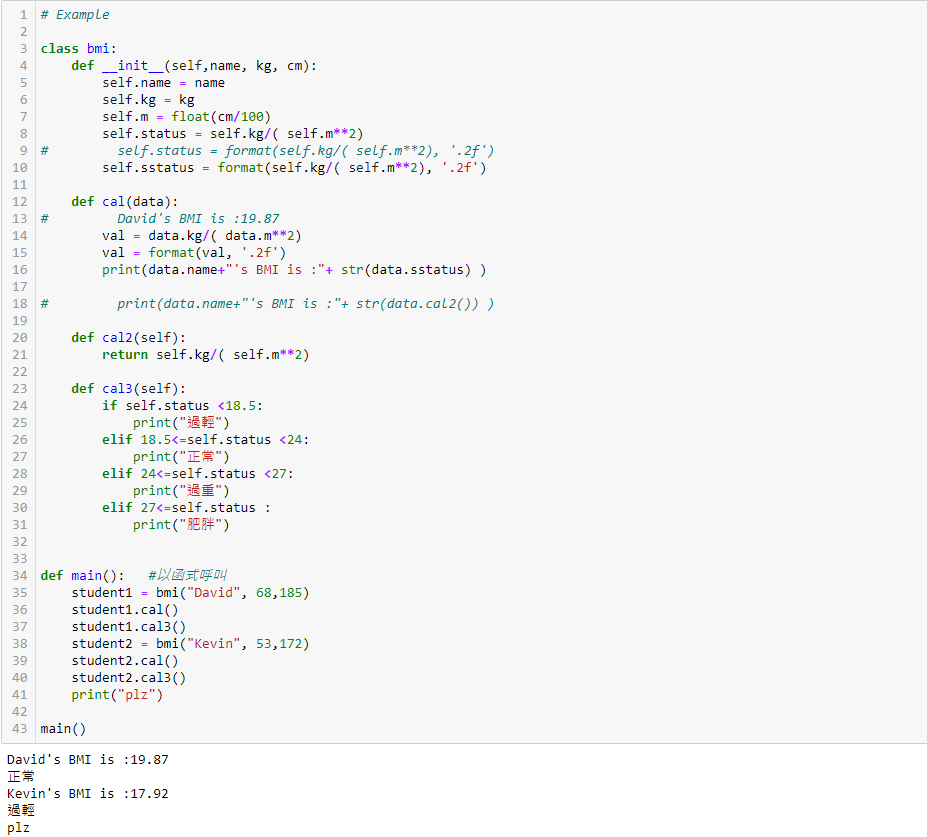 1 # Example
2
3 class bmi:
4     def __init__(self,name, kg, cm):
5         self.name = name
6         self.kg = kg
7         self.m = float(cm/100)
8         self.status = self.kg/( self.m**2)
9 #         self.status = format(self.kg/( self.m**2), '.2f')
10         self.sstatus = format(self.kg/( self.m**2), '.2f')
11
12     def cal(data):
13 #         David's BMI is :19.87
14         val = data.kg/( data.m**2)
15         val = format(val, '.2f')
16         print(data.name+"'s BMI is :"+ str(data.sstatus) )
17
18 #         print(data.name+"'s BMI is :"+ str(data.cal2()) )
19
20     def cal2(self):
21         return self.kg/( self.m**2)
22
23     def cal3(self):
24         if self.status <18.5:
25             print("過輕")
26         elif 18.5<=self.status <24:
27             print("正常")
28         elif 24<=self.status <27:
29             print("過重")
30         elif 27<=self.status :
31             print("肥胖")
32
33
34 def main():   #以函式呼叫
35     student1 = bmi("David", 68,185)
36     student1.cal()
37     student1.cal3()
38     student2 = bmi("Kevin", 53,172)
39     student2.cal()
40     student2.cal3()
41     print("plz")
42
43 main()
David's BMI is :19.87
正常
Kevin's BMI is :17.92
過輕
plz